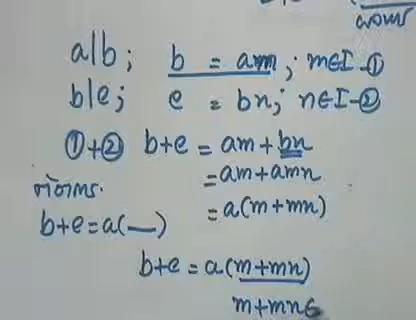 a|b; b = am; m∈I-①
b|e; e = bn; n∈I-②
①+② b+e = am + bn
= am + amn
ต้องการ. = a(m+mn)
b+e = a(—)
b+e = a(m+mn)
m+mn∈